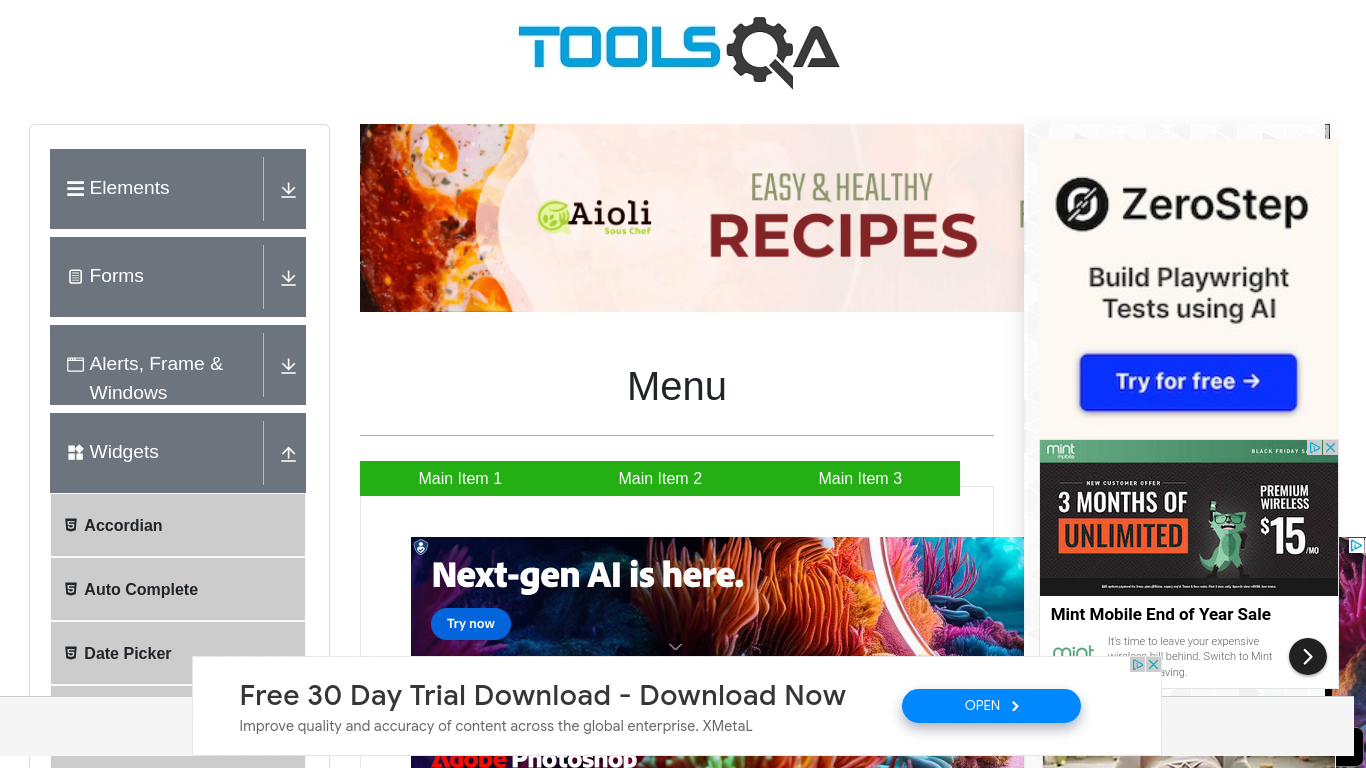 TOOLSQA
Elements
Forms
Alerts, Frame &
Windows
Widgets
Accordian
Auto Complete
Date Picker
Aioli
Sous Chef
EASY & HEALTHY
RECIPES
Menu
Main Item 1
Main Item 2
Main Item 3
Next-gen AI is here.
Try now
Adobe Photoshop
ZeroStep
Build Playwright
Tests using AI
Try for free →
mint
mobile
BLACK FRIDAY
NEW CUSTOMER OFFER
3 MONTHS OF
UNLIMITED
PREMIUM
WIRELESS
$15/MO
Mint Mobile End of Year Sale
mint
It's time to leave your expensive
wireless bill behind. Switch to Mint
Free 30 Day Trial Download - Download Now
Improve quality and accuracy of content across the global enterprise. XMetaL
OPEN